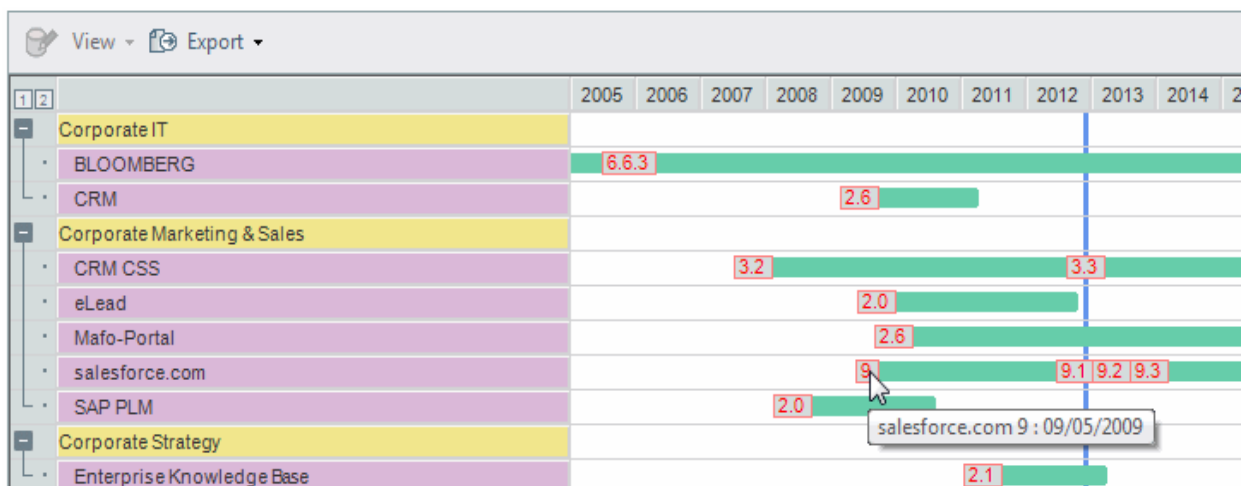 View Export
1 2 2005 2006 2007 2008 2009 2010 2011 2012 2013 2014 2
Corporate IT
BLOOMBERG 6.6.3
CRM 2.6
Corporate Marketing & Sales
CRM CSS 3.2 3.3
eLead 2.0
Mafo-Portal 2.6
salesforce.com 9 9.1 9.2 9.3
SAP PLM 2.0
salesforce.com 9 : 09/05/2009
Corporate Strategy
Enterprise Knowledge Base 2.1